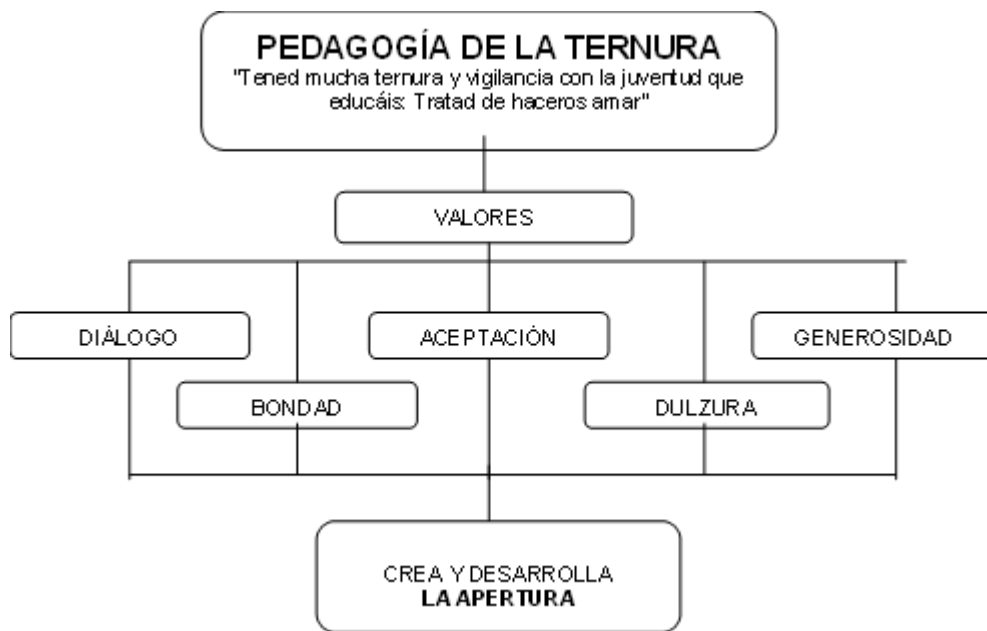 PEDAGOGÍA DE LA TERNURA
"Tened mucha ternura y vigilancia con la juventud que
educáis: Tratad de haceros amar"
VALORES
DIÁLOGO
ACEPTACIÓN
GENEROSIDAD
BONDAD
DULZURA
CREA Y DESARROLLA
LA APERTURA